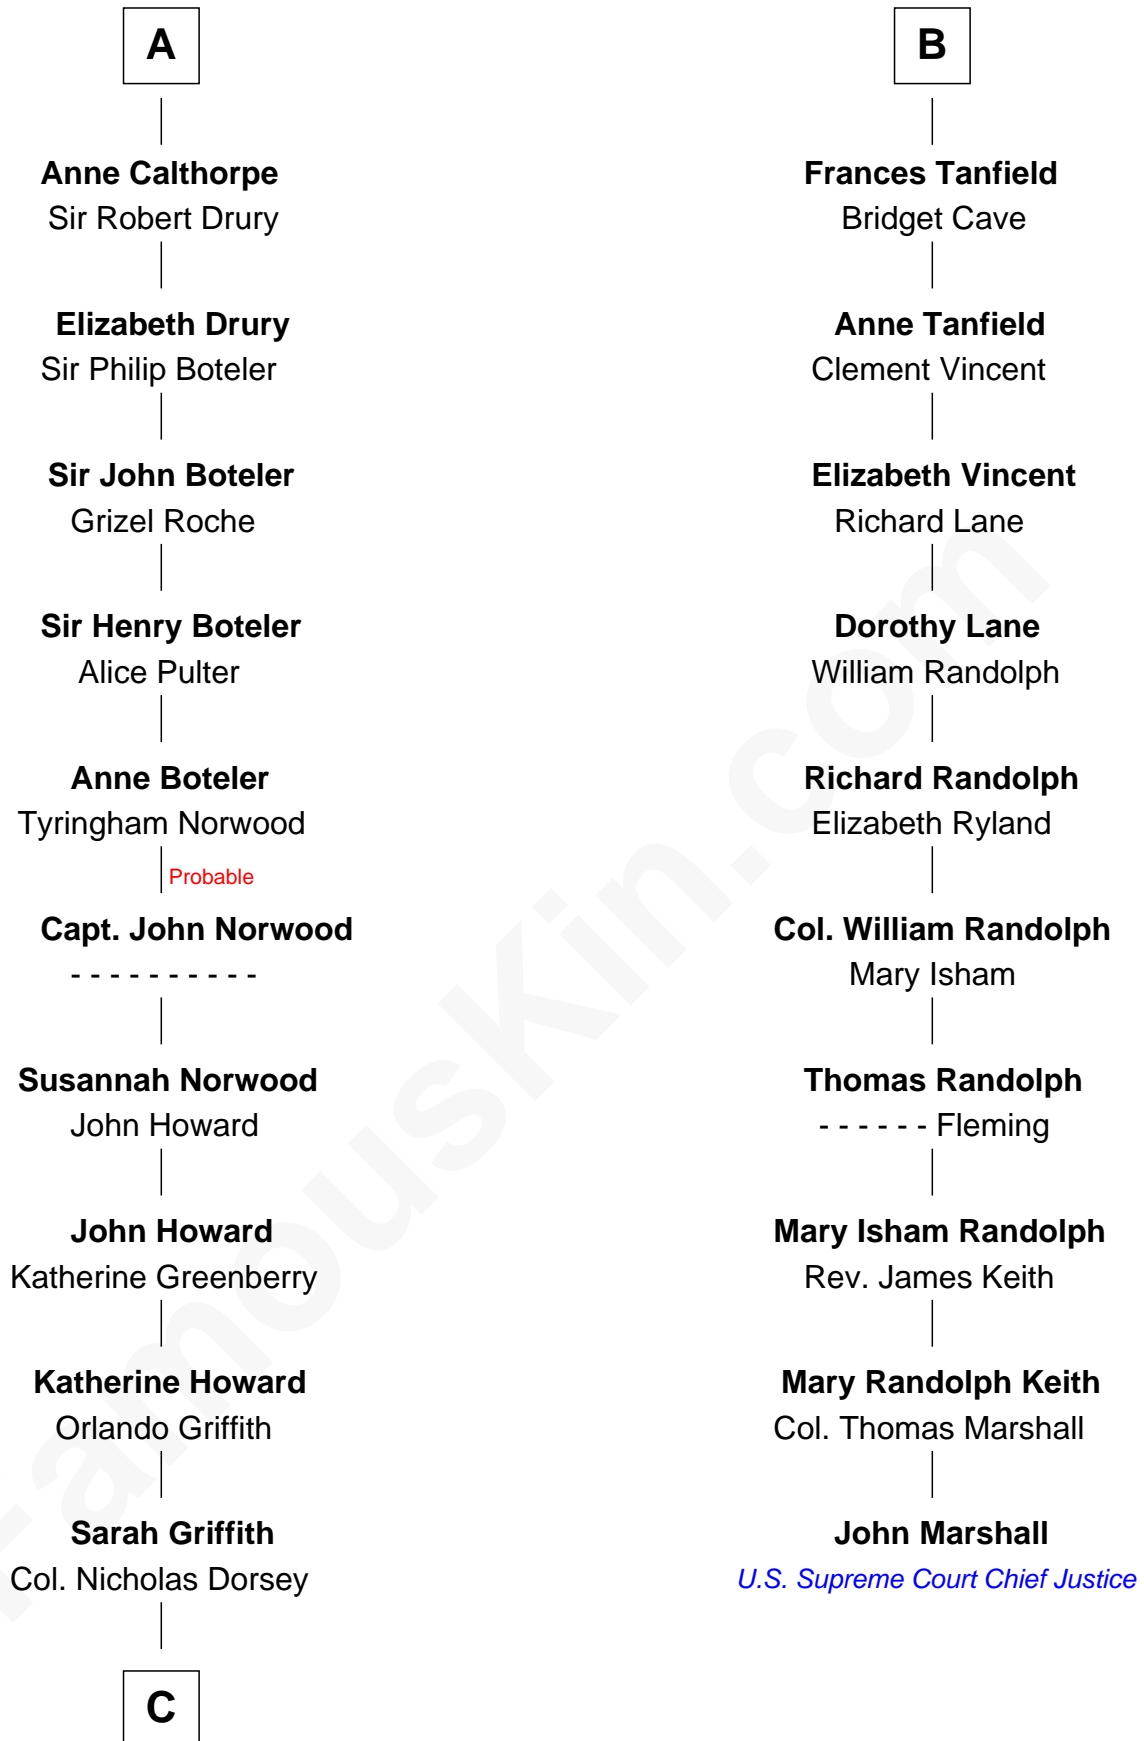 A
Anne Calthorpe
Sir Robert Drury
Elizabeth Drury
Sir Philip Boteler
Sir John Boteler
Grizel Roche
Sir Henry Boteler
Alice Pulter
Anne Boteler
Tyringham Norwood
Probable
Capt. John Norwood
- - - - - - - - - -
Susannah Norwood
John Howard
John Howard
Katherine Greenberry
Katherine Howard
Orlando Griffith
Sarah Griffith
Col. Nicholas Dorsey
C
B
Frances Tanfield
Bridget Cave
Anne Tanfield
Clement Vincent
Elizabeth Vincent
Richard Lane
Dorothy Lane
William Randolph
Richard Randolph
Elizabeth Ryland
Col. William Randolph
Mary Isham
Thomas Randolph
- - - - - - Fleming
Mary Isham Randolph
Rev. James Keith
Mary Randolph Keith
Col. Thomas Marshall
John Marshall
U.S. Supreme Court Chief Justice
FamousKin.com